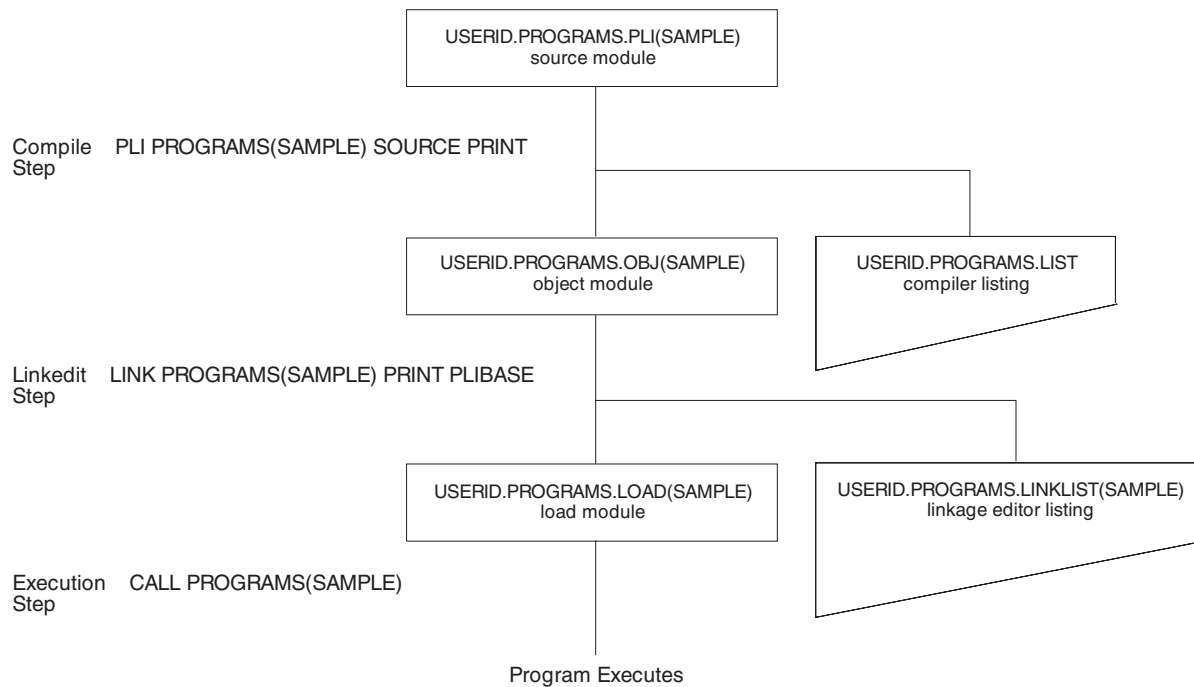 USERID.PROGRAMS.PLI(SAMPLE)
source module
Compile PLI PROGRAMS(SAMPLE) SOURCE PRINT
Step
USERID.PROGRAMS.OBJ(SAMPLE)
object module
USERID.PROGRAMS.LIST
compiler listing
Linkedit LINK PROGRAMS(SAMPLE) PRINT PLIBASE
Step
USERID.PROGRAMS.LOAD(SAMPLE)
load module
USERID.PROGRAMS.LINKLIST(SAMPLE)
linkage editor listing
Execution CALL PROGRAMS(SAMPLE)
Step
Program Executes